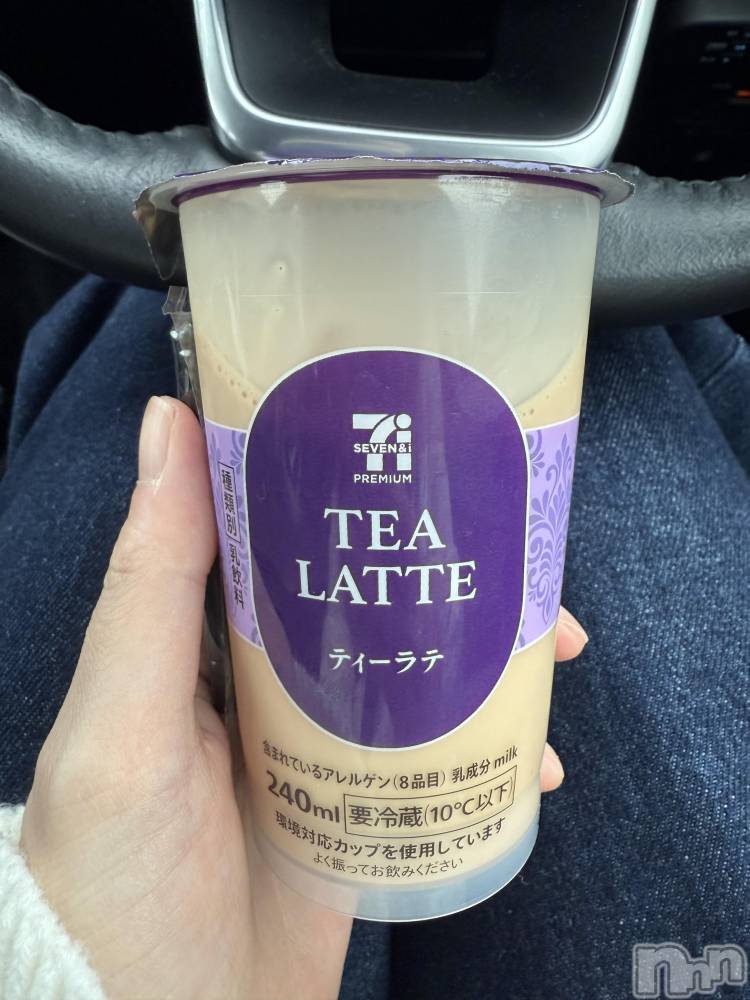 SEVEN&i
PREMIUM
TEA
LATTE
ティーラテ
種類別 乳飲料
含まれているアレルゲン(8品目) 乳成分 milk
240ml 要冷蔵(10℃以下)
環境対応カップを使用しています
よく振ってお飲みください
nnn